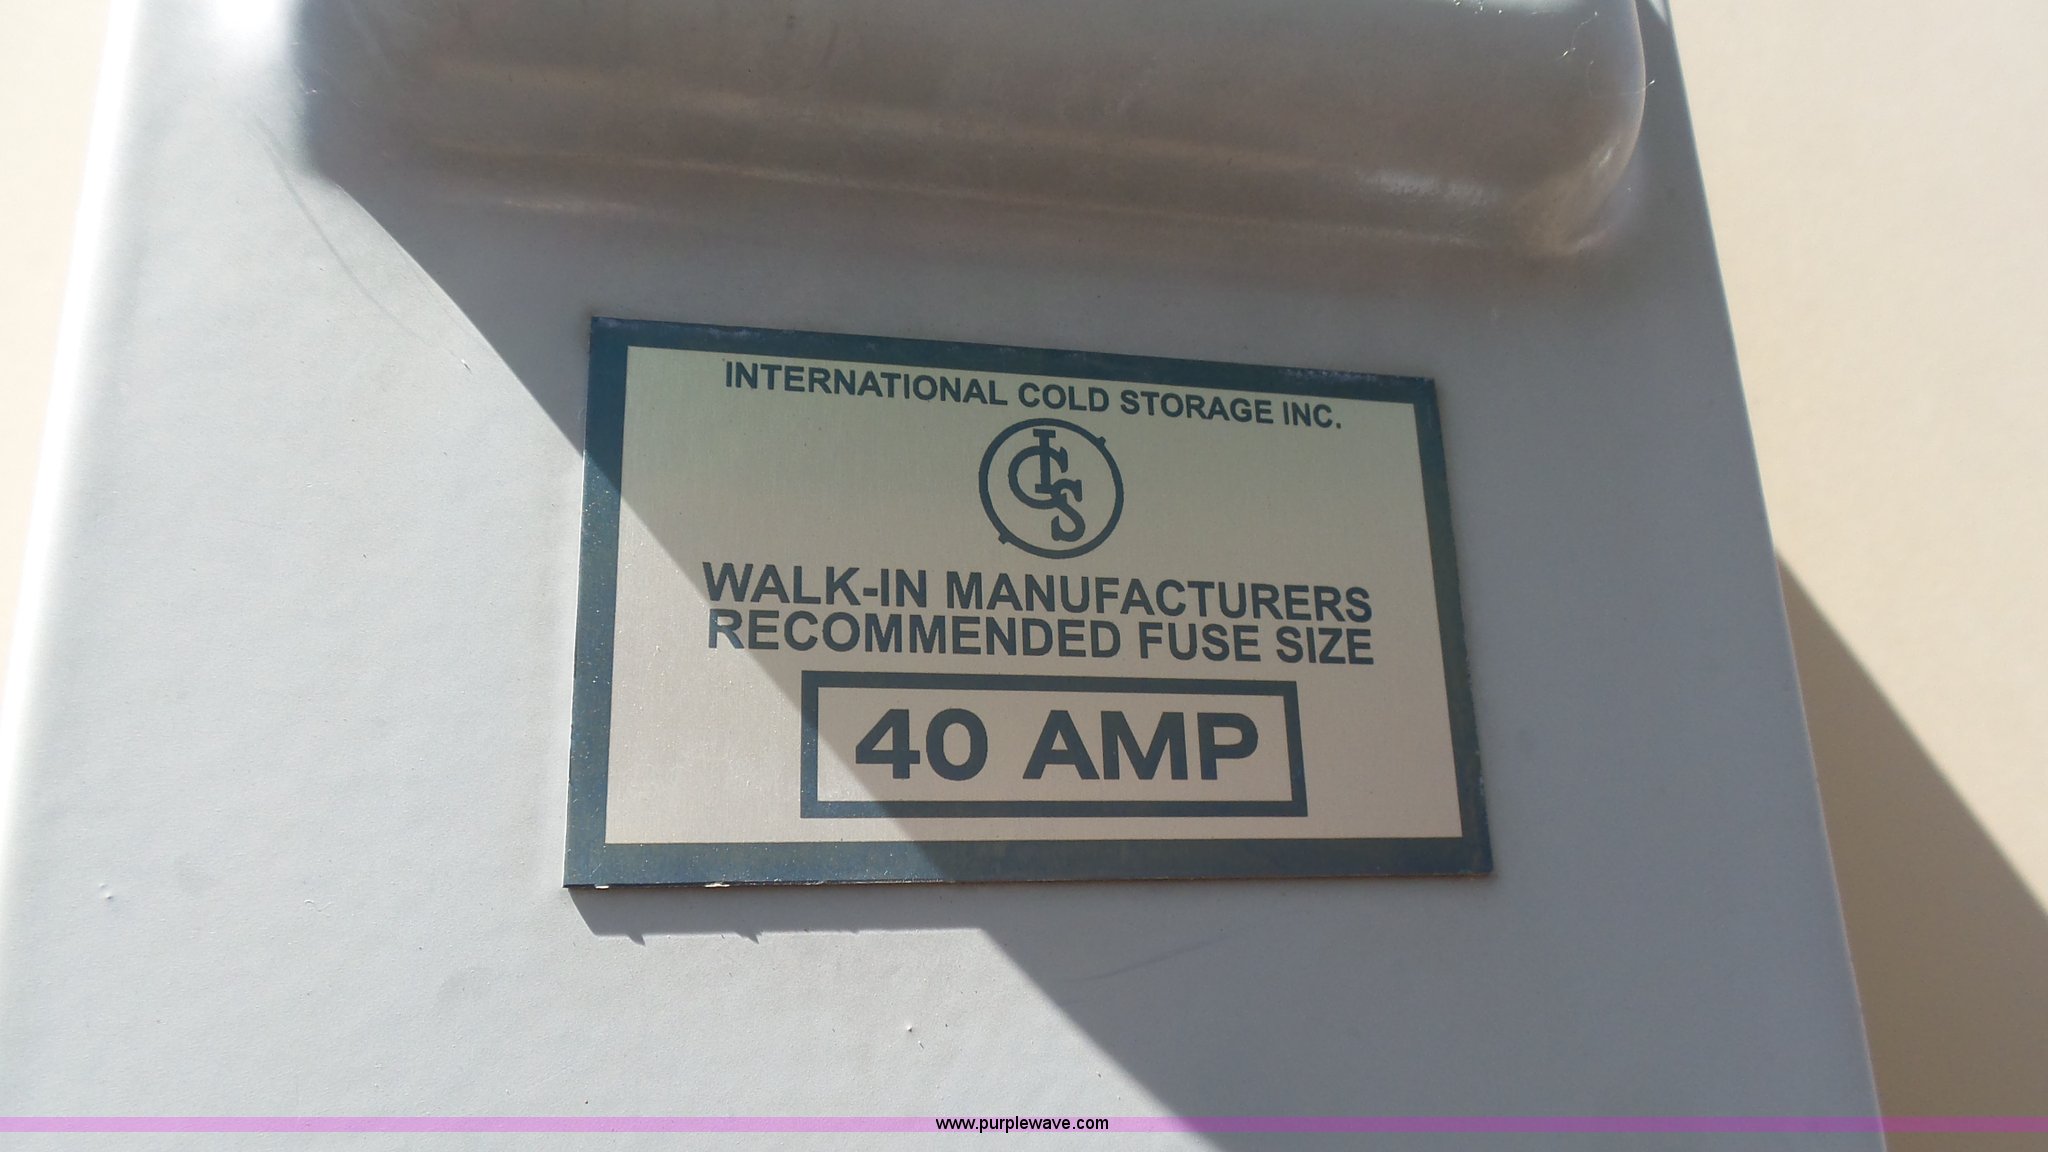 INTERNATIONAL COLD STORAGE INC.
ICS
WALK-IN MANUFACTURERS
RECOMMENDED FUSE SIZE
40 AMP
www.purplewave.com